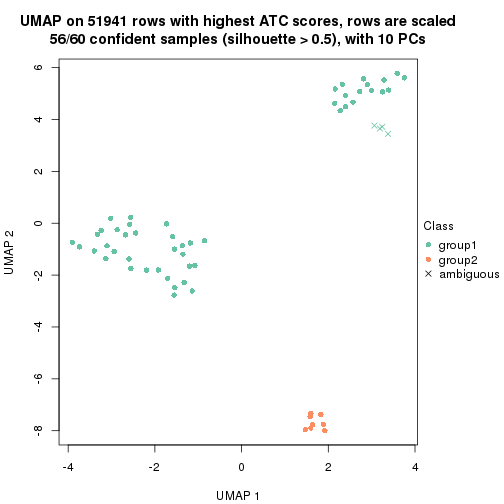 UMAP on 51941 rows with highest ATC scores, rows are scaled
56/60 confident samples (silhouette > 0.5), with 10 PCs
6
4
2
0
-2
-4
-6
-8
UMAP 2
-4
-2
0
2
4
UMAP 1
Class
group1
group2
ambiguous